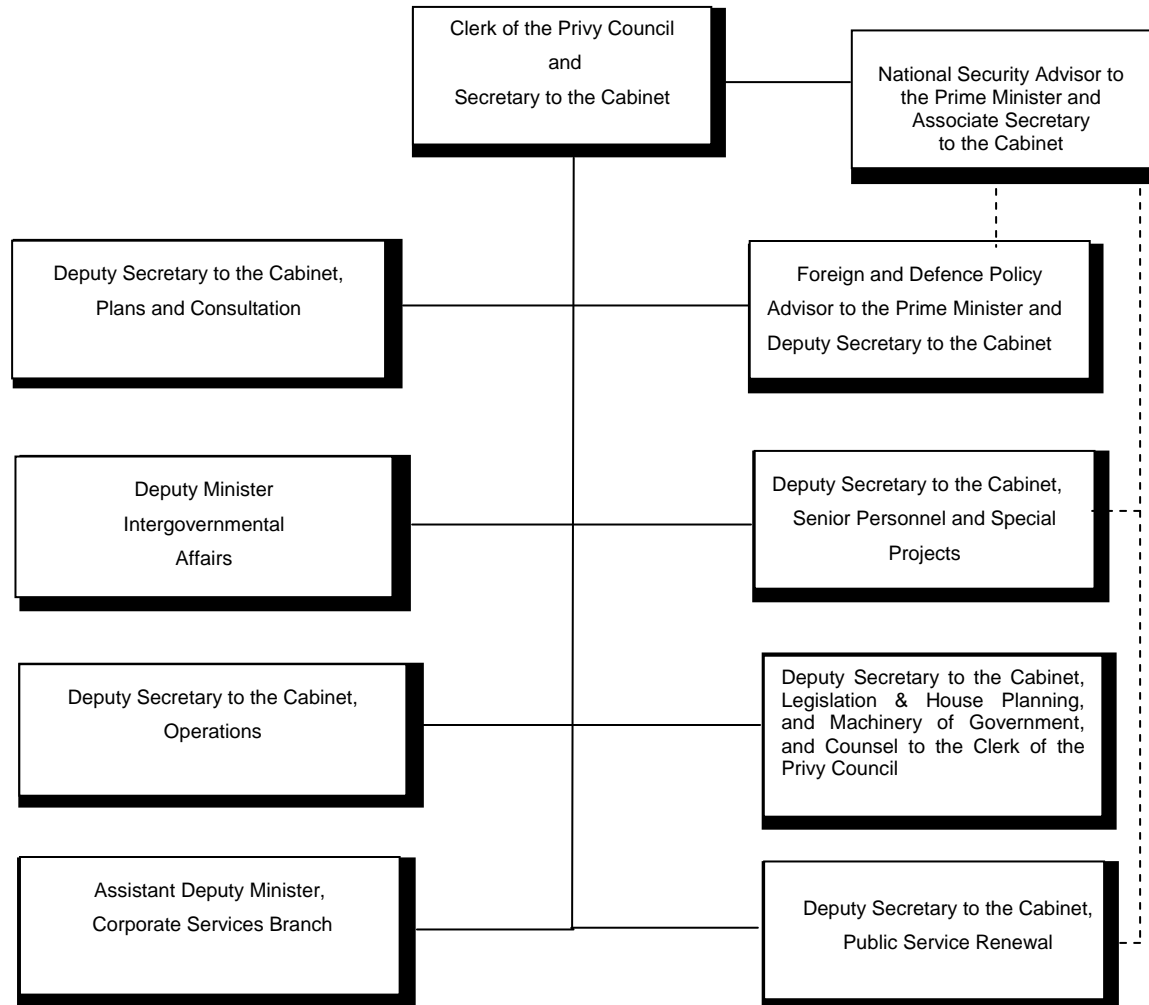 Clerk of the Privy Council
and
Secretary to the Cabinet
National Security Advisor to
the Prime Minister and
Associate Secretary
to the Cabinet
Deputy Secretary to the Cabinet,
Plans and Consultation
Foreign and Defence Policy
Advisor to the Prime Minister and
Deputy Secretary to the Cabinet
Deputy Minister
Intergovernmental
Affairs
Deputy Secretary to the Cabinet,
Senior Personnel and Special
Projects
Deputy Secretary to the Cabinet,
Operations
Deputy Secretary to the Cabinet,
Legislation & House Planning,
and Machinery of Government,
and Counsel to the Clerk of the
Privy Council
Assistant Deputy Minister,
Corporate Services Branch
Deputy Secretary to the Cabinet,
Public Service Renewal